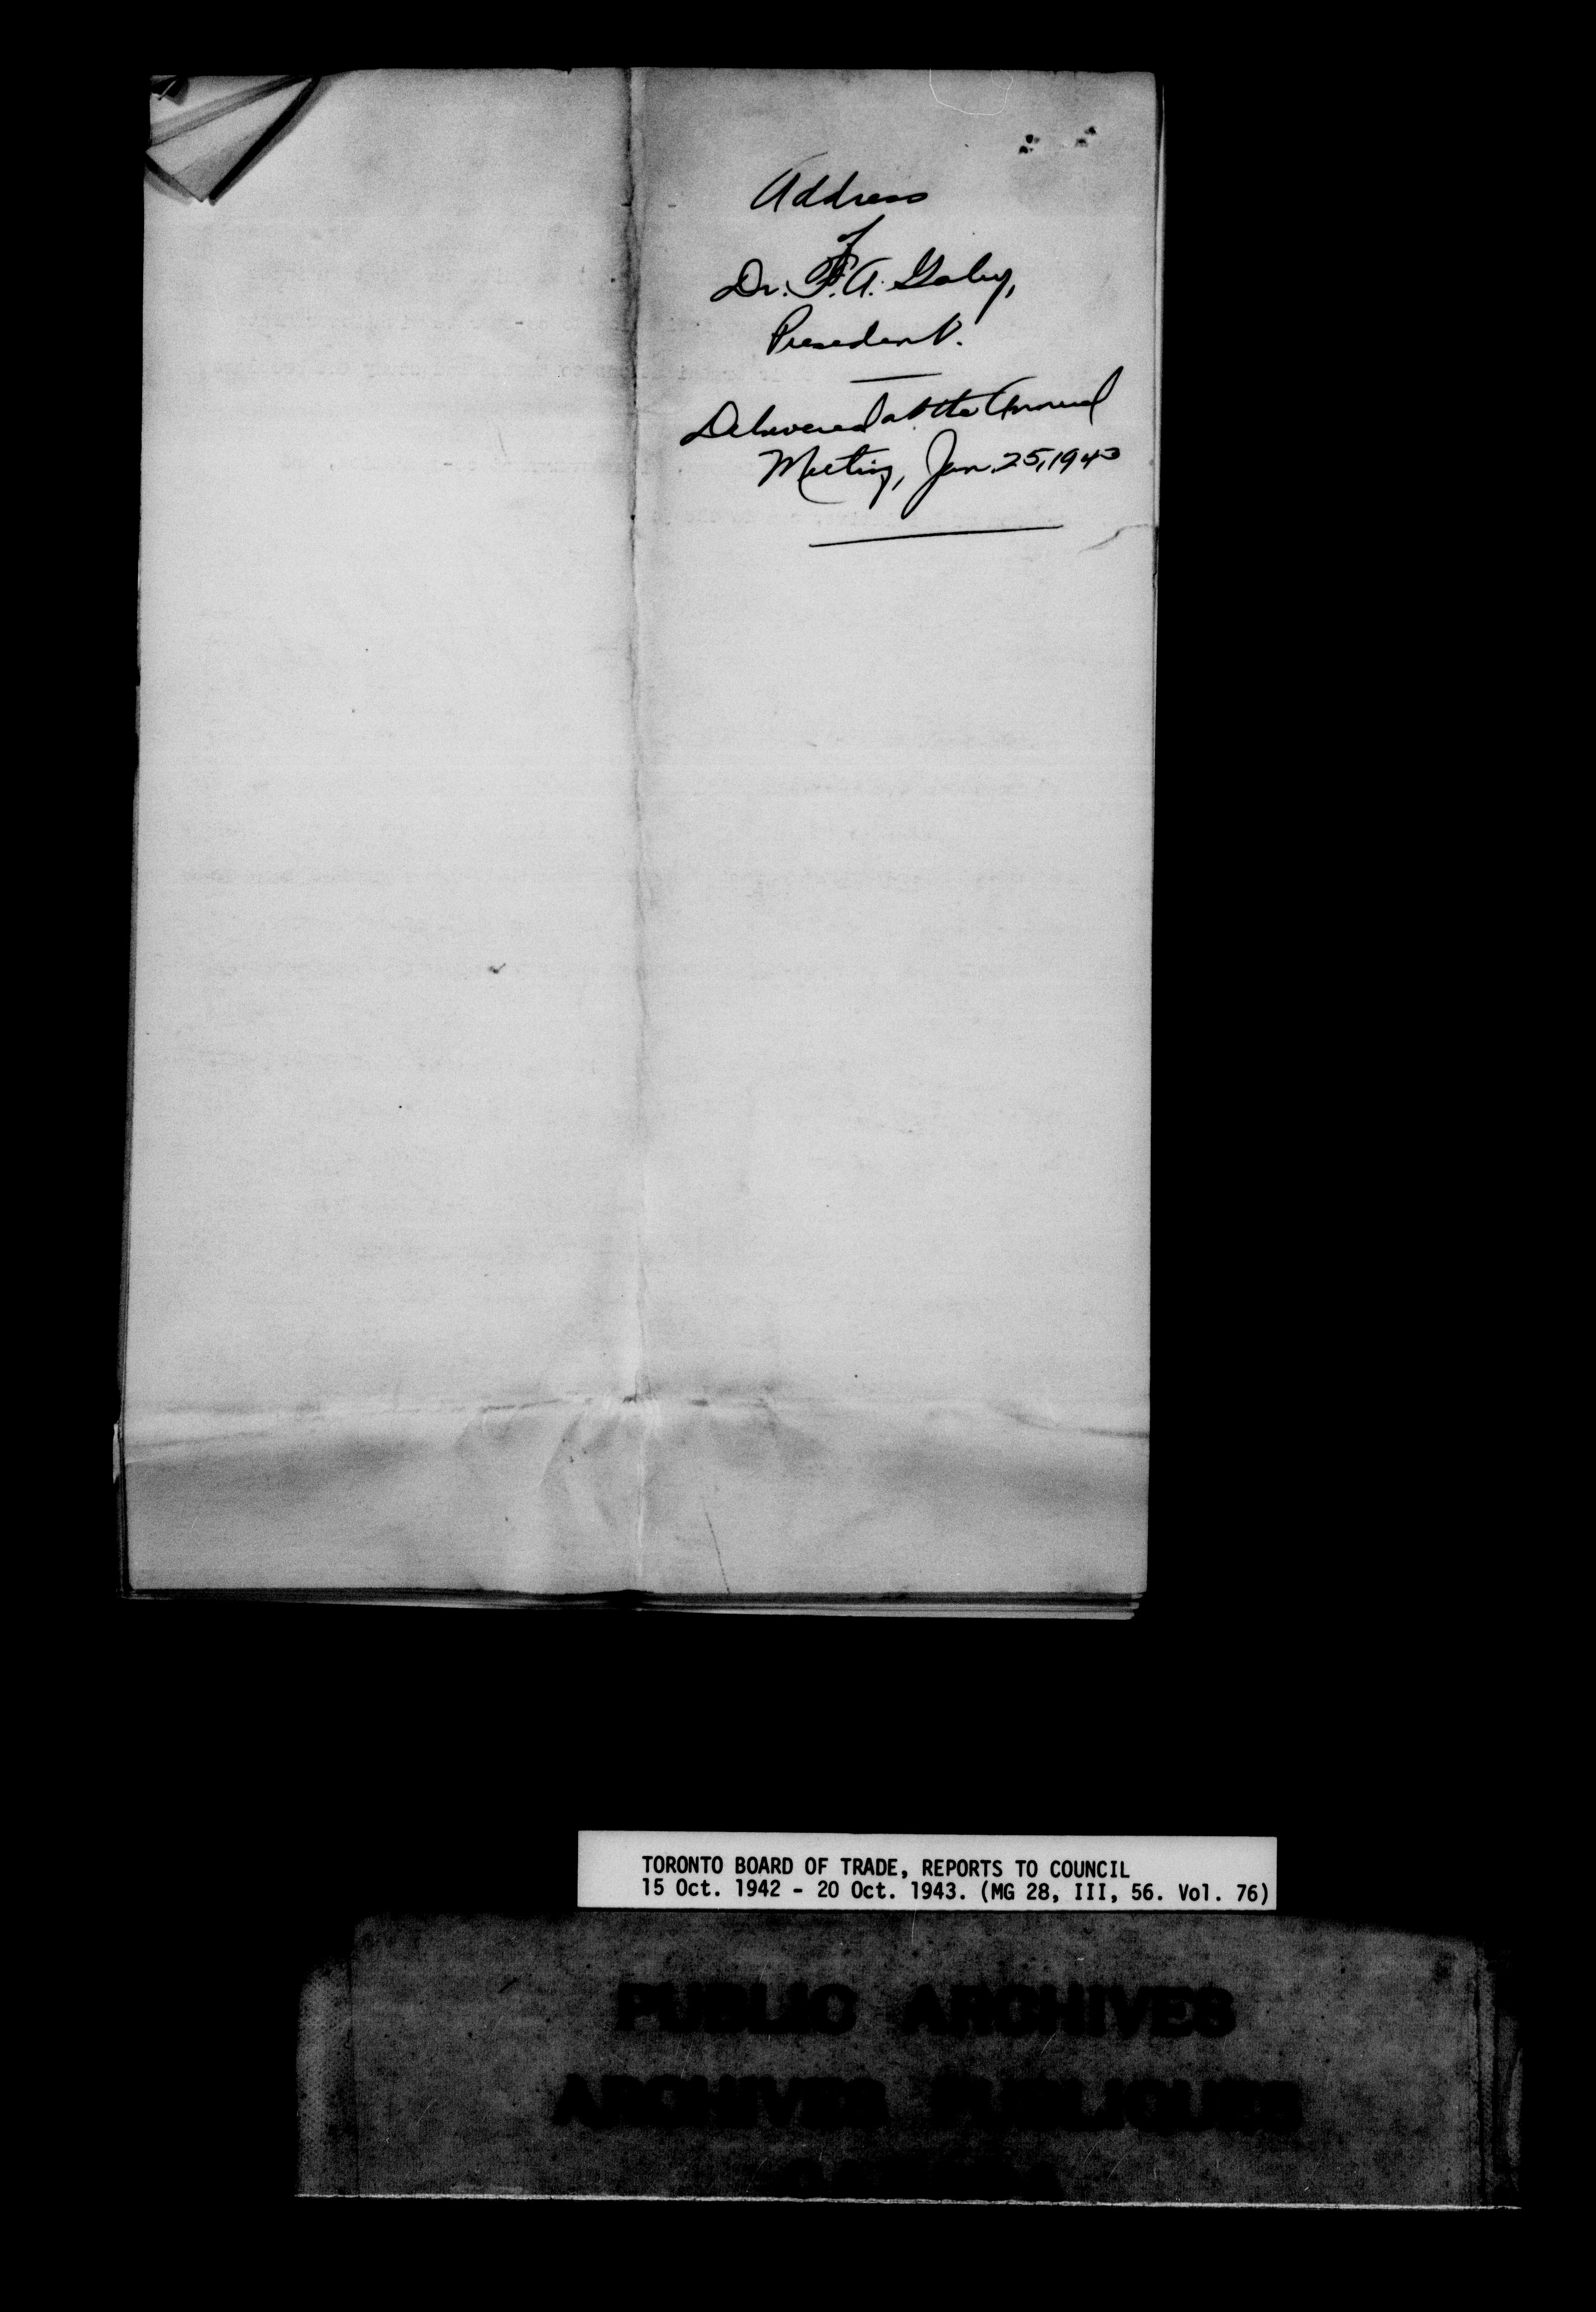 Address
of
Dr. F.A. Gaby,
President.
Delivered at the Annual
Meeting, Jan. 25, 1943
TORONTO BOARD OF TRADE, REPORTS TO COUNCIL
15 Oct. 1942 - 20 Oct. 1943. (MG 28, III, 56. Vol. 76)
PUBLIC ARCHIVES
ARCHIVES PUBLIQUES